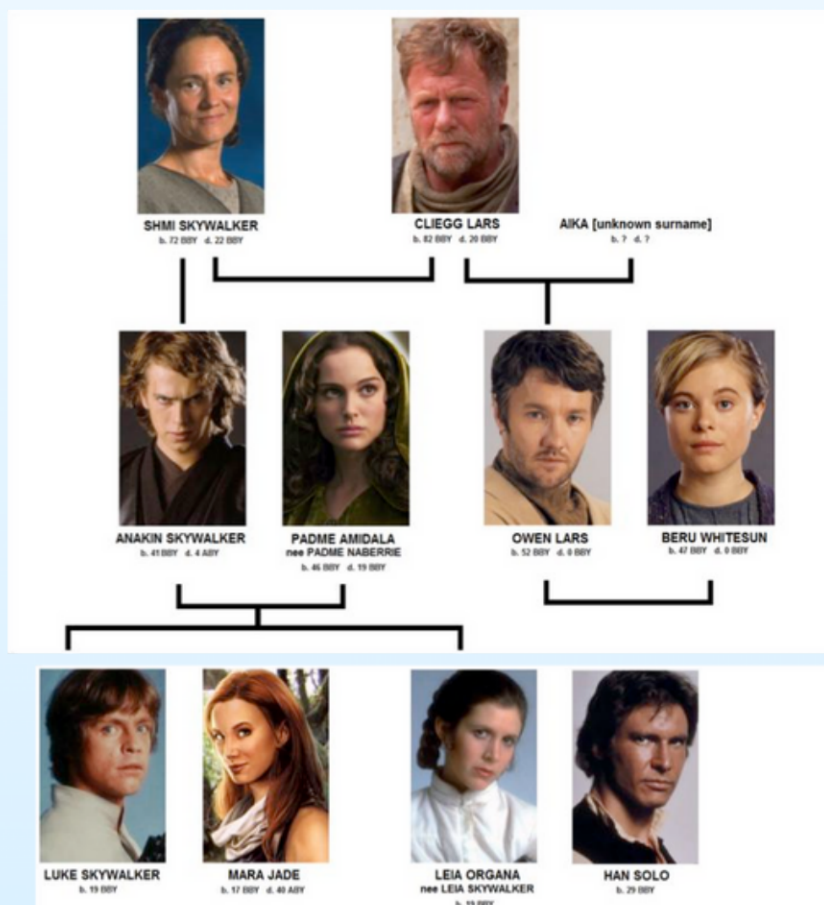 SHMI SKYWALKER
b. 72 BBY d. 22 BBY
CLIEGG LARS
b. 82 BBY d. 20 BBY
AIKA [unknown surname]
b. ? d. ?
ANAKIN SKYWALKER
b. 41 BBY d. 4 ABY
PADME AMIDALA
nee PADME NABERRIE
b. 46 BBY d. 19 BBY
OWEN LARS
b. 52 BBY d. 0 BBY
BERU WHITESUN
b. 47 BBY d. 0 BBY
LUKE SKYWALKER
b. 19 BBY
MARA JADE
b. 17 BBY d. 40 ABY
LEIA ORGANA
nee LEIA SKYWALKER
b. 19 BBY
HAN SOLO
b. 29 BBY